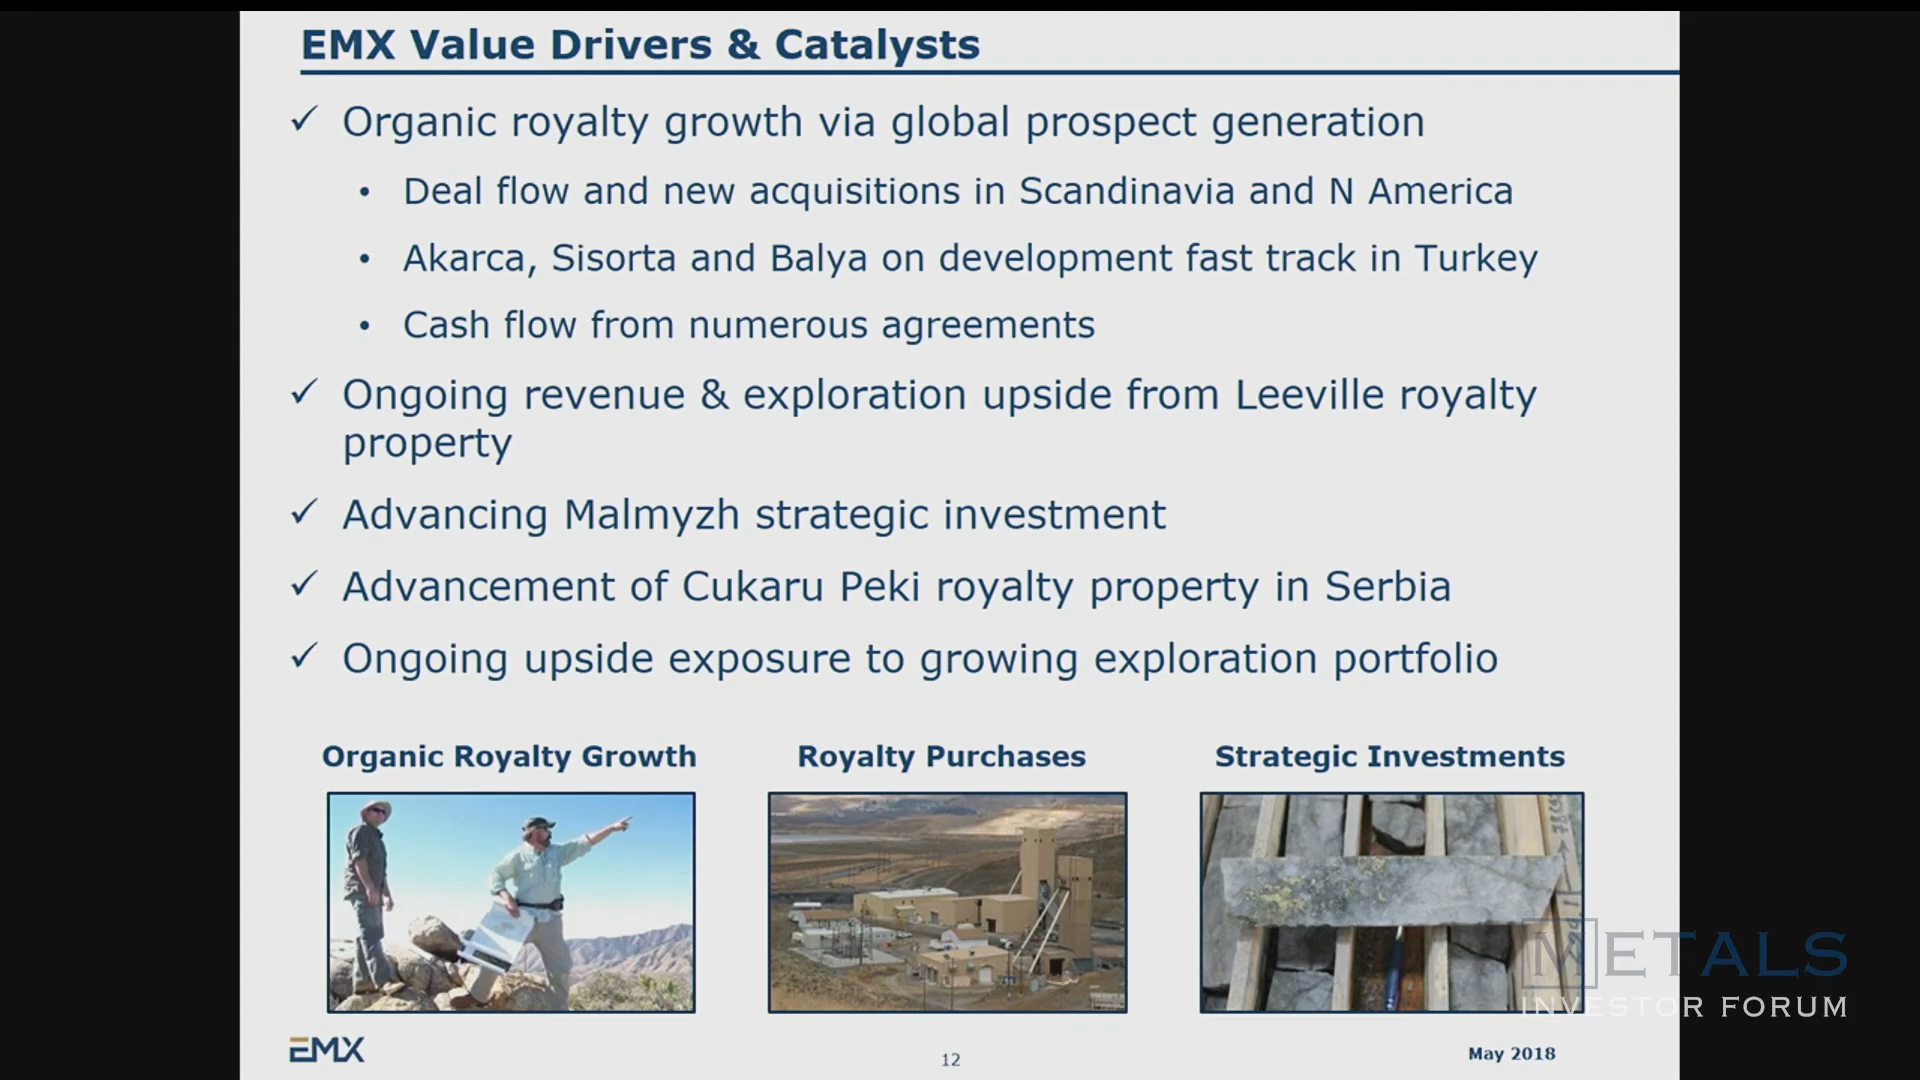 EMX Value Drivers & Catalysts
✓ Organic royalty growth via global prospect generation
• Deal flow and new acquisitions in Scandinavia and N America
• Akarca, Sisorta and Balya on development fast track in Turkey
• Cash flow from numerous agreements
✓ Ongoing revenue & exploration upside from Leeville royalty
property
✓ Advancing Malmyzh strategic investment
✓ Advancement of Cukaru Peki royalty property in Serbia
✓ Ongoing upside exposure to growing exploration portfolio
Organic Royalty Growth
Royalty Purchases
Strategic Investments
METALS
INVESTOR FORUM
EMX
12
May 2018